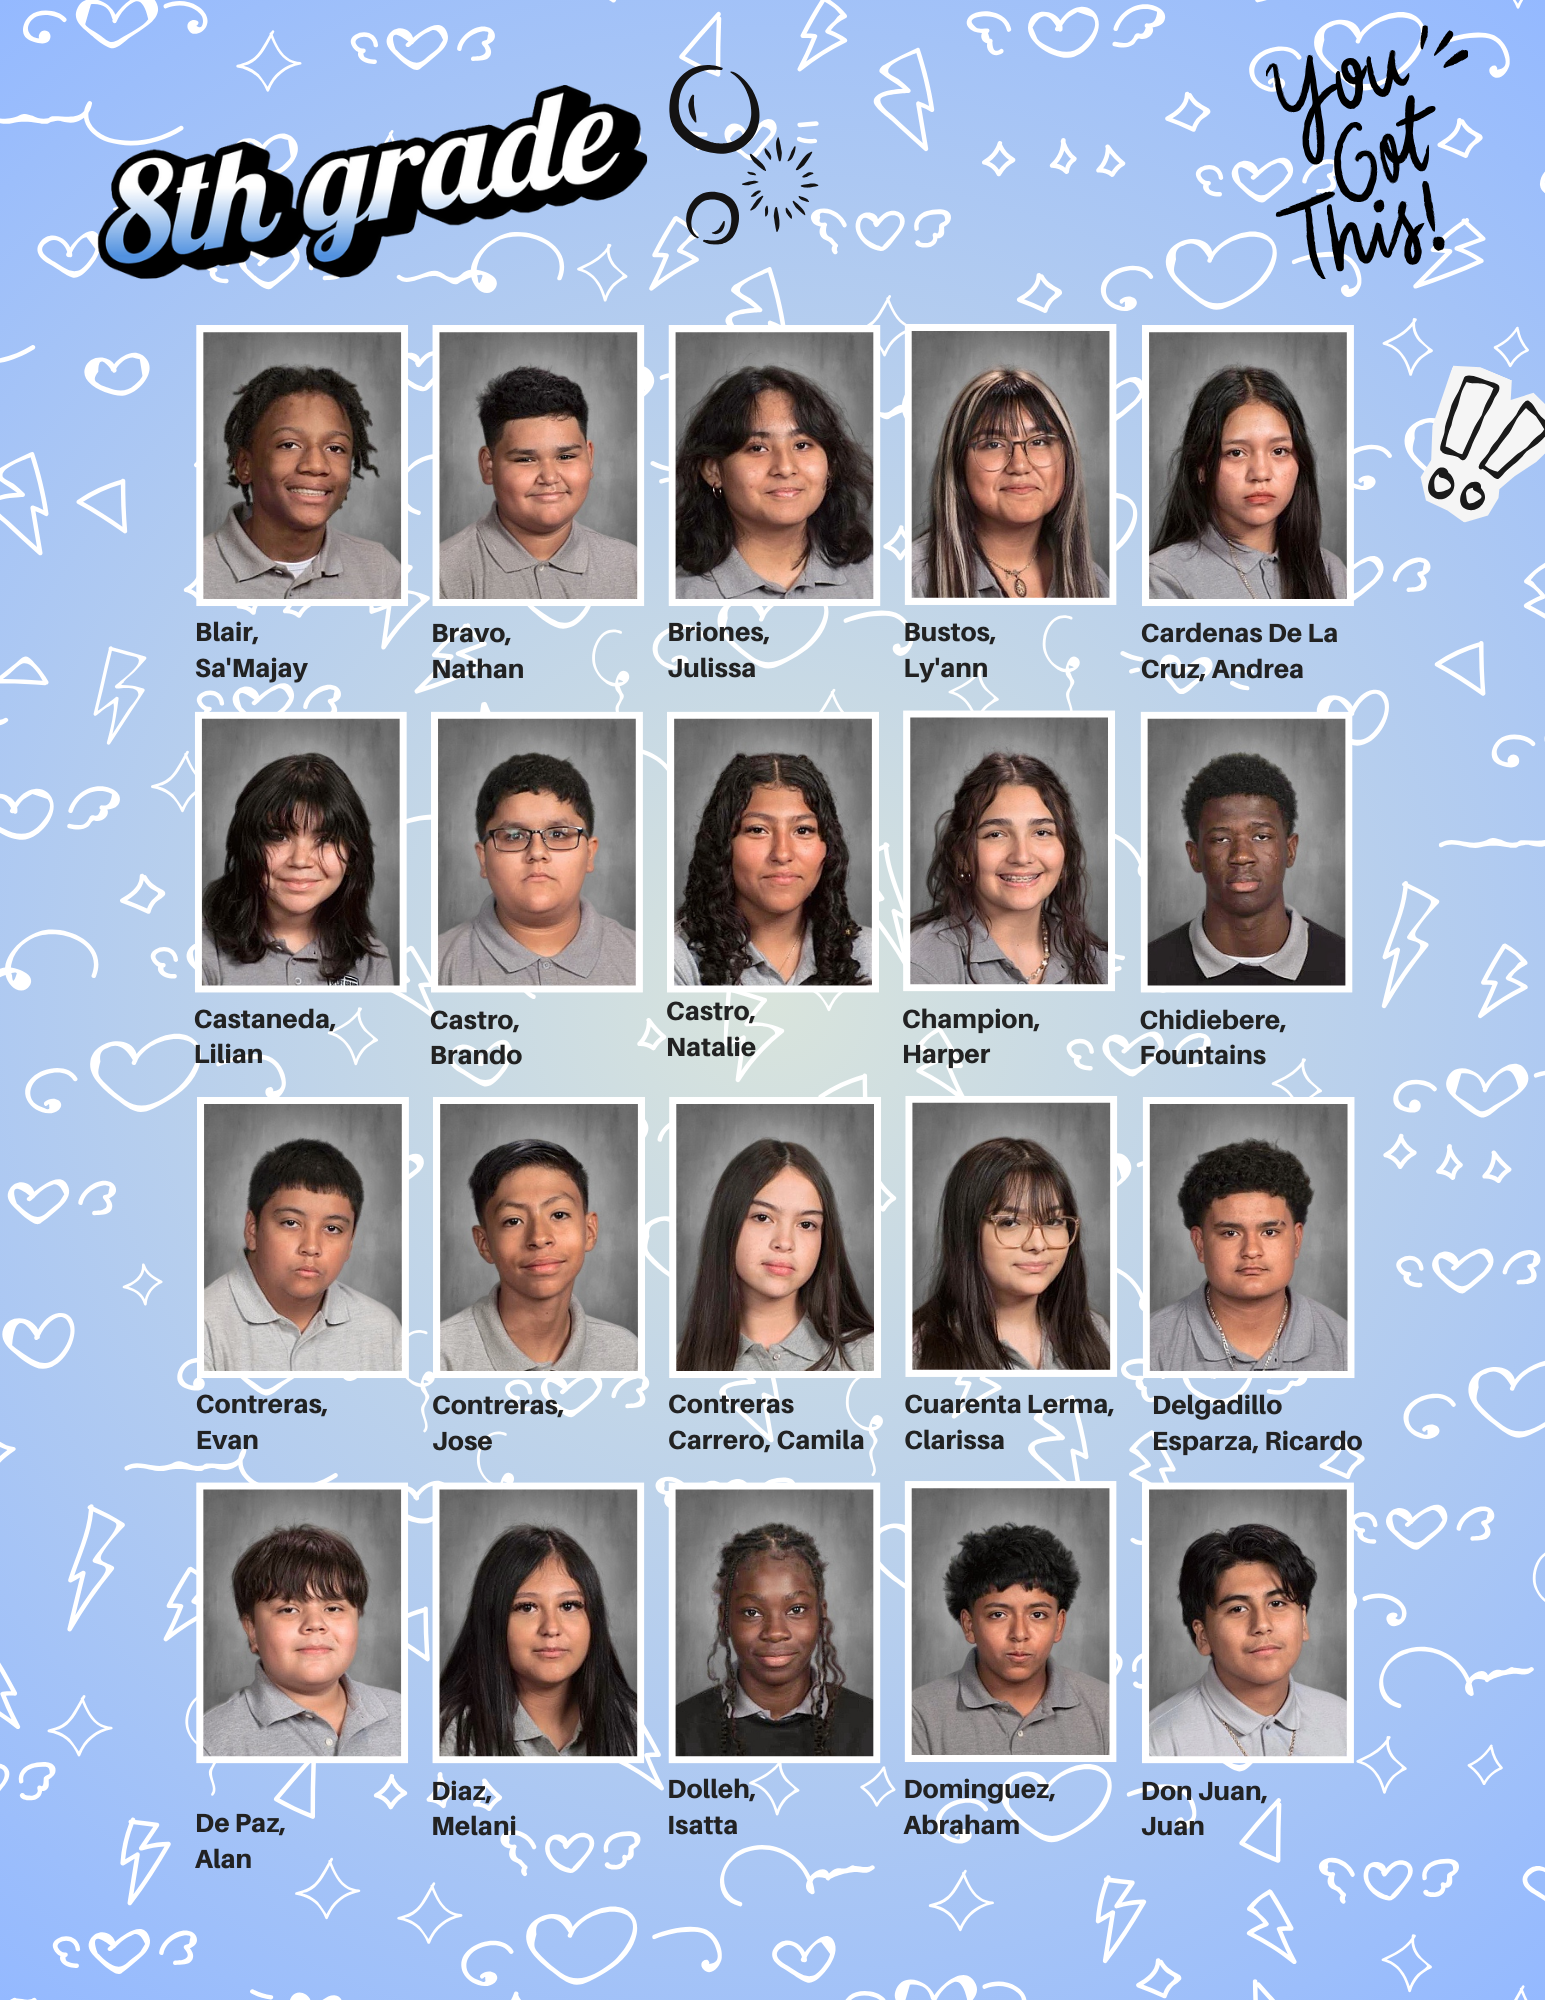 8th grade
You
Got
This!
Blair,
Sa'Majay
Bravo,
Nathan
Briones,
Julissa
Bustos,
Ly'ann
Cardenas De La
Cruz, Andrea
Castaneda,
Lilian
Castro,
Brando
Castro,
Natalie
Champion,
Harper
Chidiebere,
Fountains
Contreras,
Evan
Contreras,
Jose
Contreras
Carrero, Camila
Cuarenta Lerma,
Clarissa
Delgadillo
Esparza, Ricardo
De Paz,
Alan
Diaz,
Melani
Dolleh,
Isatta
Dominguez,
Abraham
Don Juan,
Juan